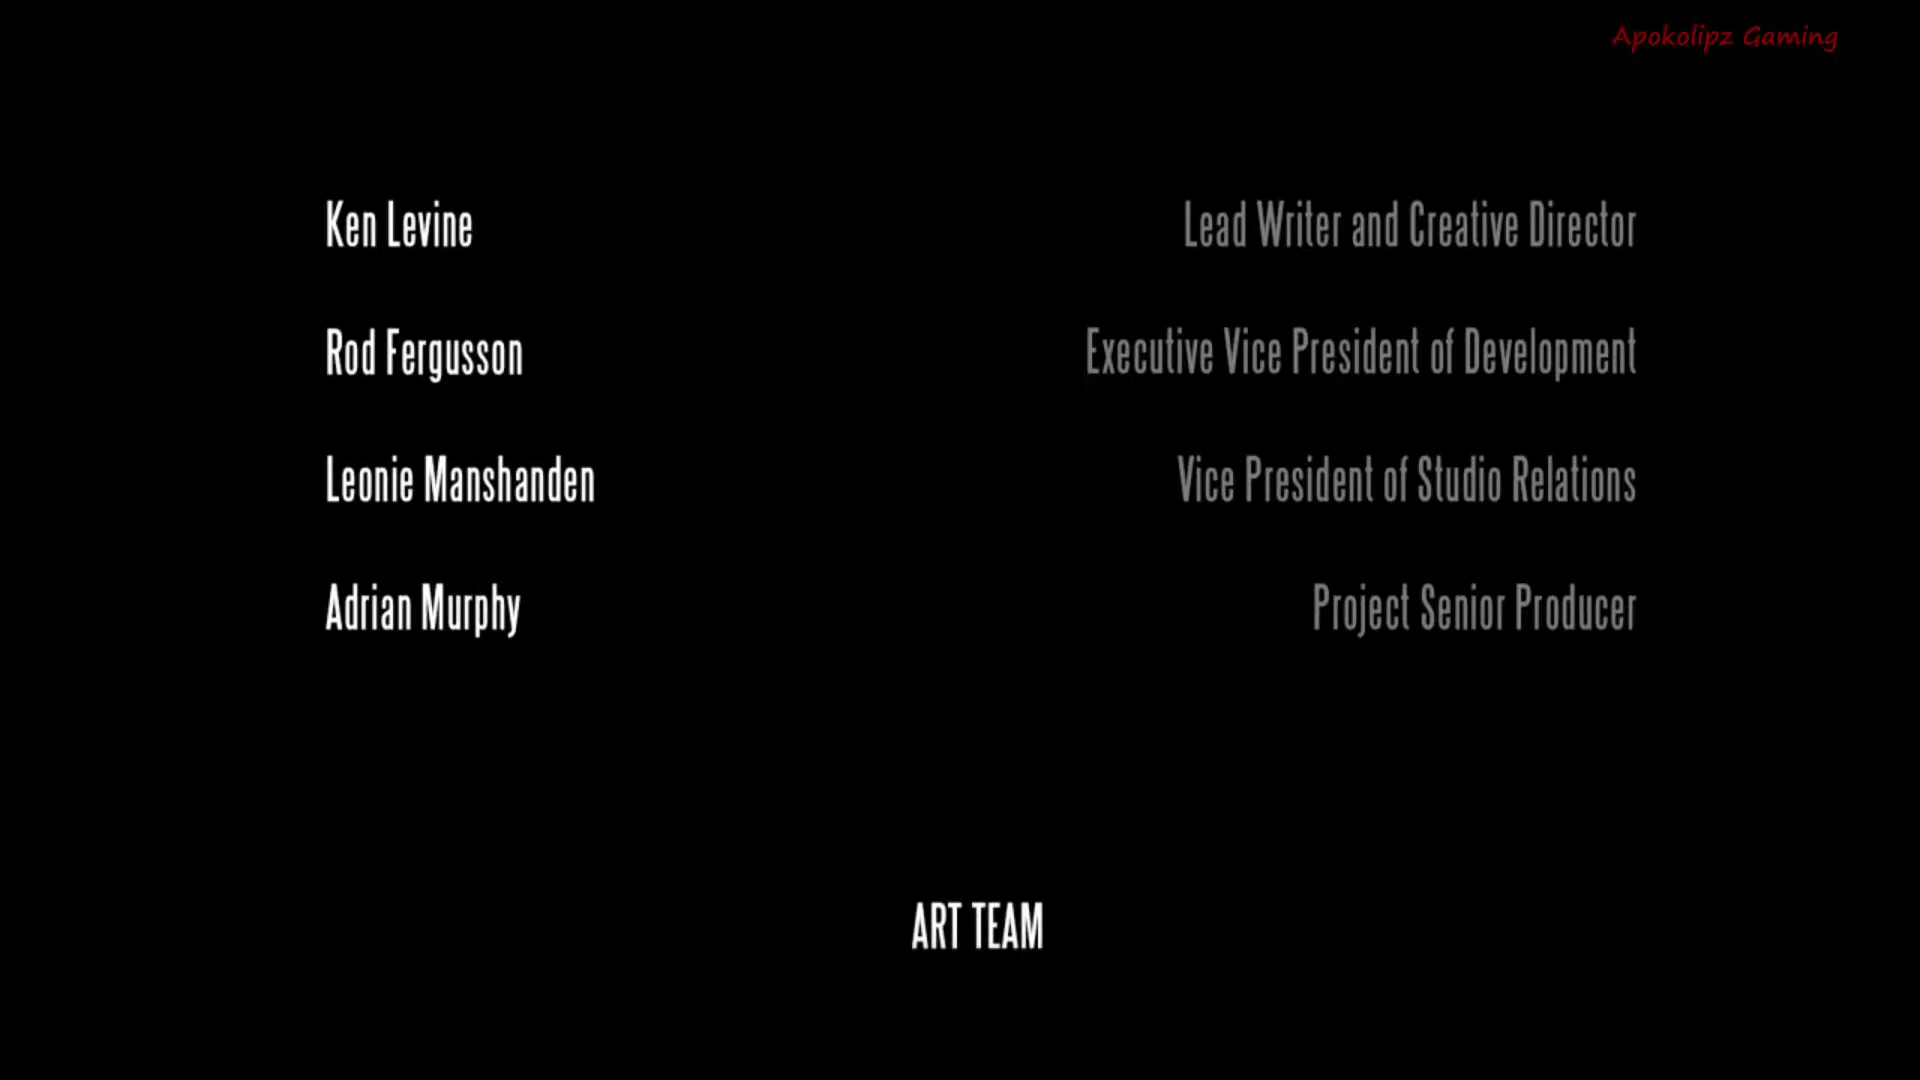 Apokolipz Gaming
Ken Levine Lead Writer and Creative Director
Rod Fergusson Executive Vice President of Development
Leonie Manshanden Vice President of Studio Relations
Adrian Murphy Project Senior Producer
ART TEAM